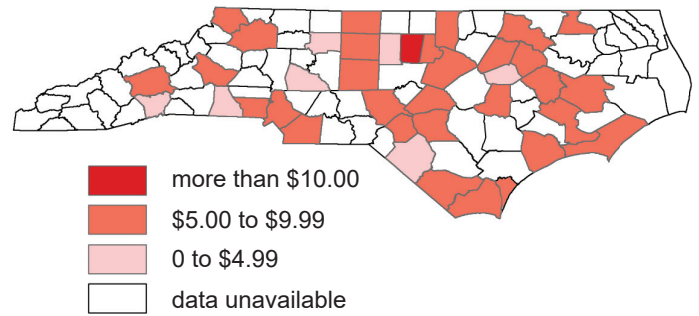 more than $10.00
$5.00 to $9.99
0 to $4.99
data unavailable